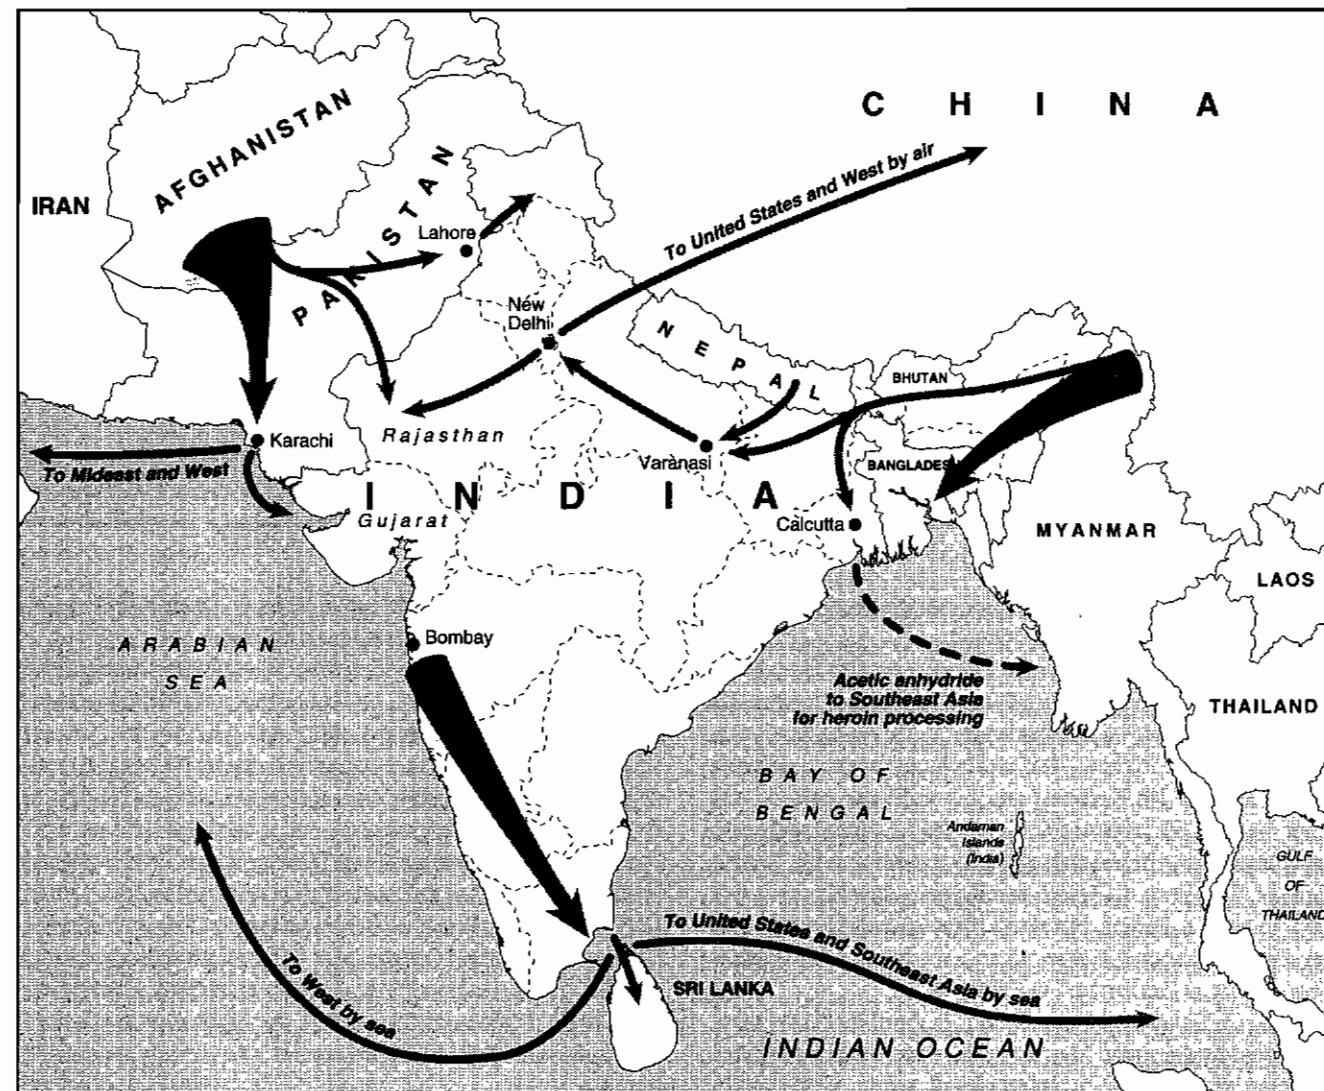 CHINA
AFGHANISTAN
PAKISTAN
IRAN
Lahore
To United States and West by air
New
Delhi
NEPAL
BHUTAN
Karachi
Rajasthan
Varanasi
BANGLADESH
To Mideast and West
INDIA
Gujarat
Calcutta
MYANMAR
LAOS
ARABIAN
SEA
Bombay
Acetic anhydride
to Southeast Asia
for heroin processing
THAILAND
BAY OF
BENGAL
Andaman
Islands
(India)
GULF
OF
THAILAND
To United States and Southeast Asia by sea
To West by sea
SRI LANKA
INDIAN OCEAN